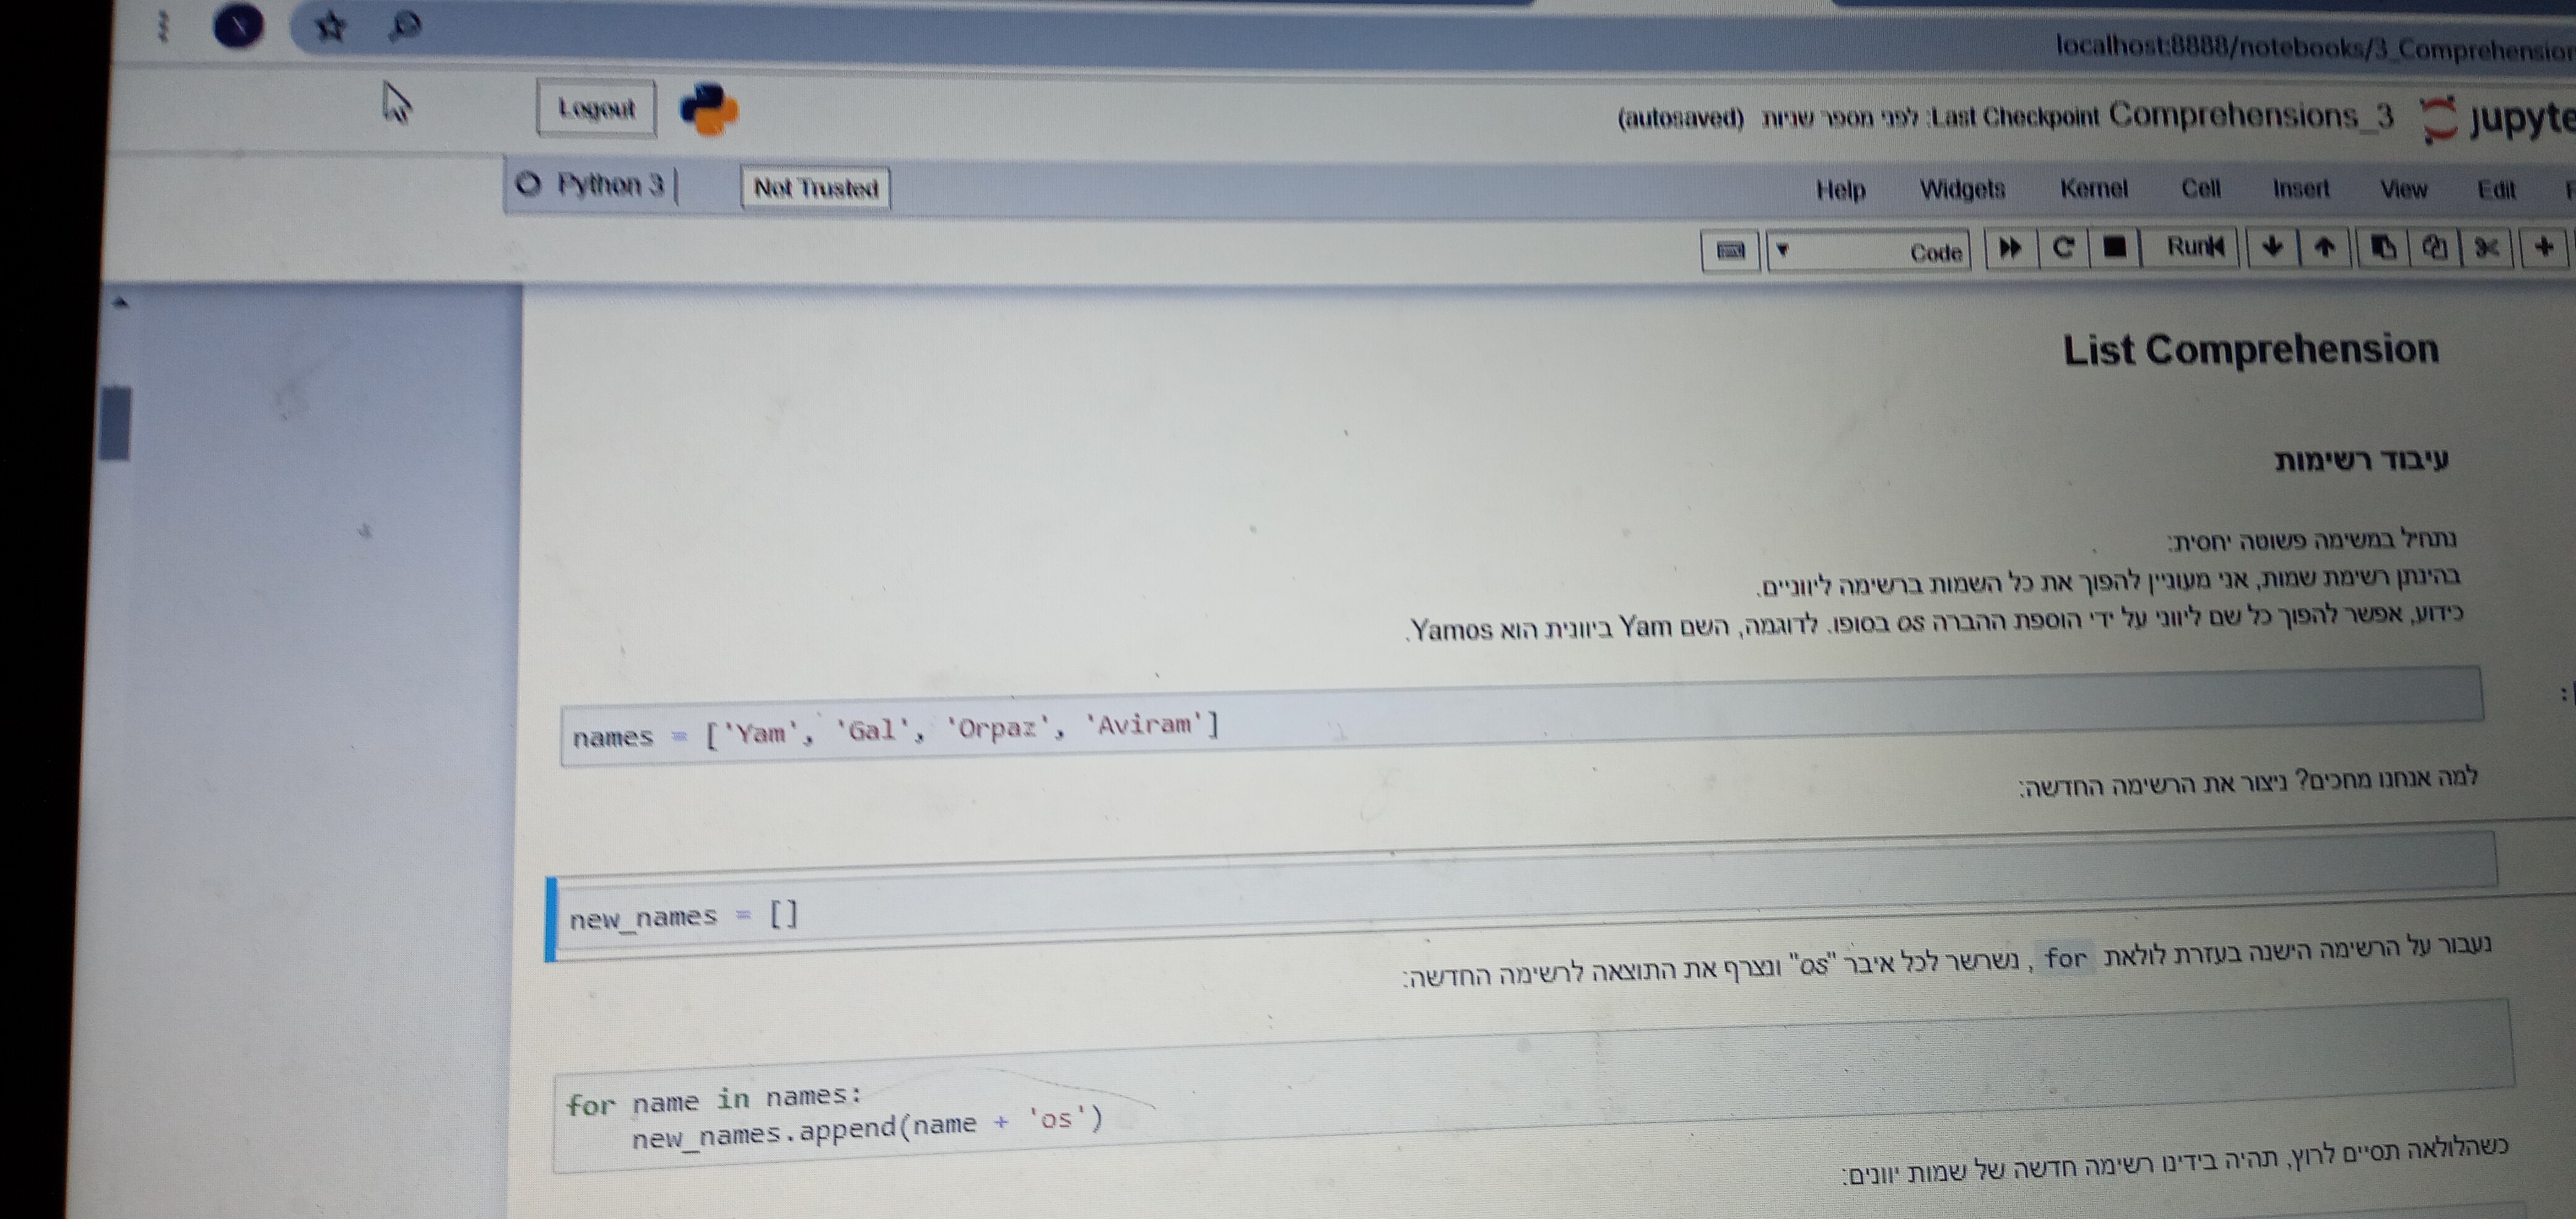 localhost:8888/notebooks/3_Comprehension
jupyte Comprehensions_3 Last Checkpoint: לפני מספר שניות (autosaved)
Logout
Edit View Insert Cell Kernel Widgets Help
Not Trusted
Python 3
Run Code
List Comprehension
עיבוד רשימות
נתחיל במשימה פשוטה יחסית:
בהינתן רשימת שמות, אני מעוניין להפוך את כל השמות ברשימה ליווניים.
כידוע, אפשר להפוך כל שם ליווני על ידי הוספת ההברה os בסופו. לדוגמה, השם Yam ביוונית הוא Yamos.
names = ['Yam', 'Gal', 'Orpaz', 'Aviram']
למה אנחנו מחכים? ניצור את הרשימה החדשה:
new_names = []
נעבור על הרשימה הישנה בעזרת לולאת for , נשרשר לכל איבר "os" ונצרף את התוצאה לרשימה החדשה:
for name in names:
new_names.append(name + 'os')
כשהלולאה תסיים לרוץ, תהיה בידינו רשימה חדשה של שמות יוונים: